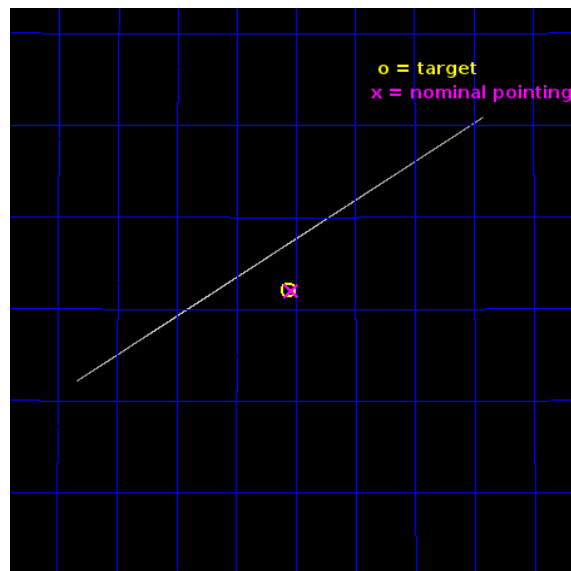 o = target
x = nominal pointing